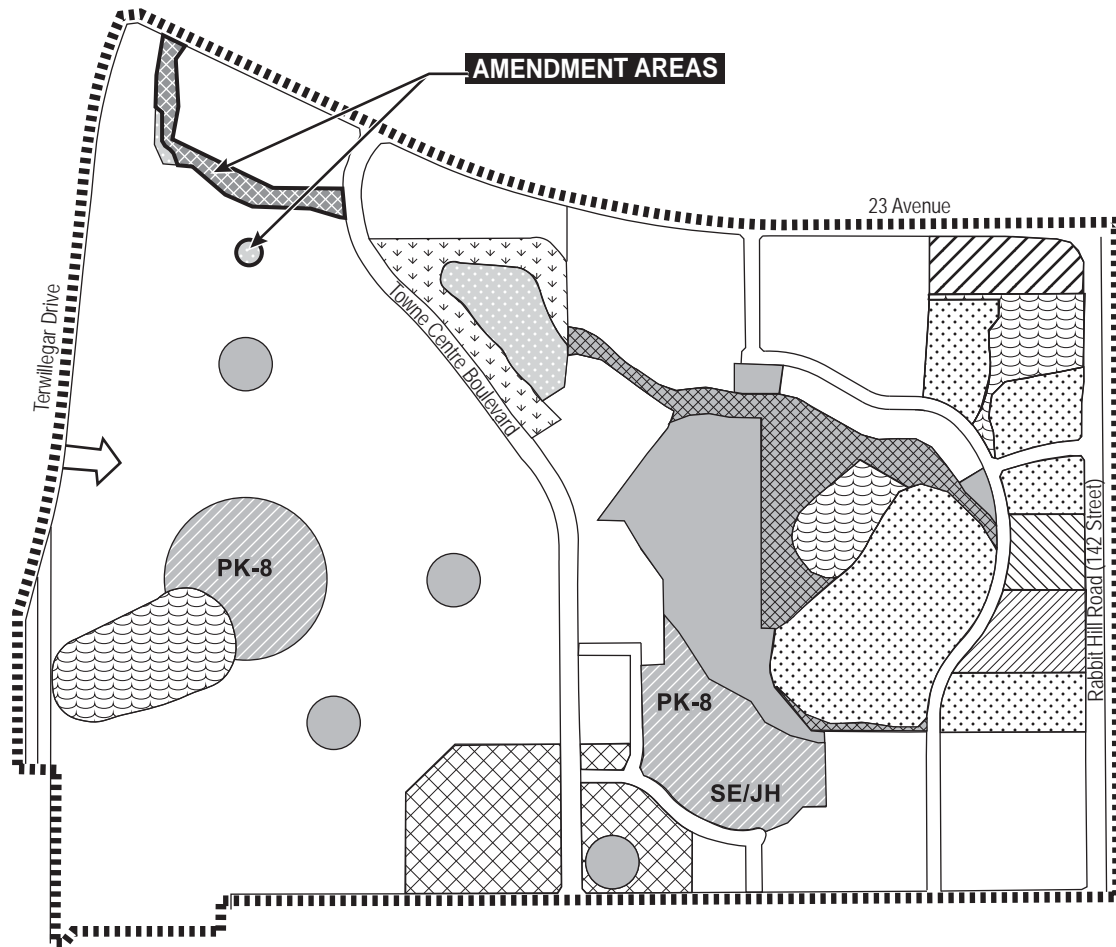 AMENDMENT AREAS
23 Avenue
Terwillegar Drive
Towne Centre Boulevard
Rabbit Hill Road (142 Street)
PK-8
PK-8
SE/JH